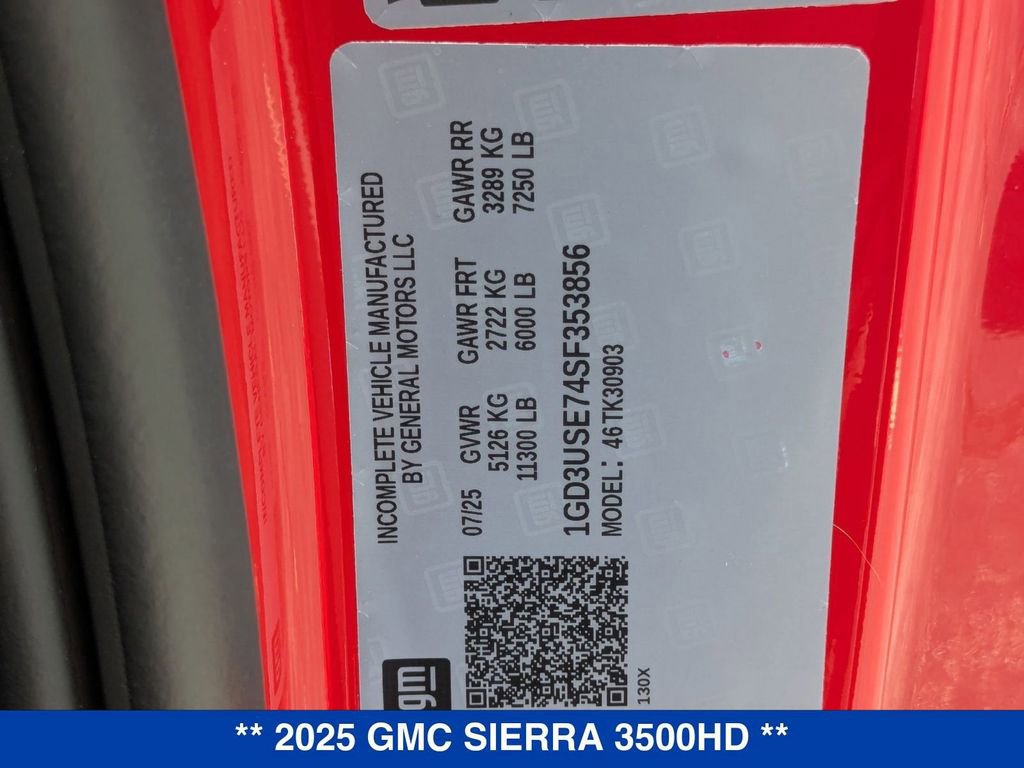 INCOMPLETE VEHICLE MANUFACTURED
BY GENERAL MOTORS LLC
07/25 GVWR GAWR FRT GAWR RR
5126 KG 2722 KG 3289 KG
11300 LB 6000 LB 7250 LB
1GD3USE74SF353856
MODEL: 46TK30903
gm
130X
** 2025 GMC SIERRA 3500HD **